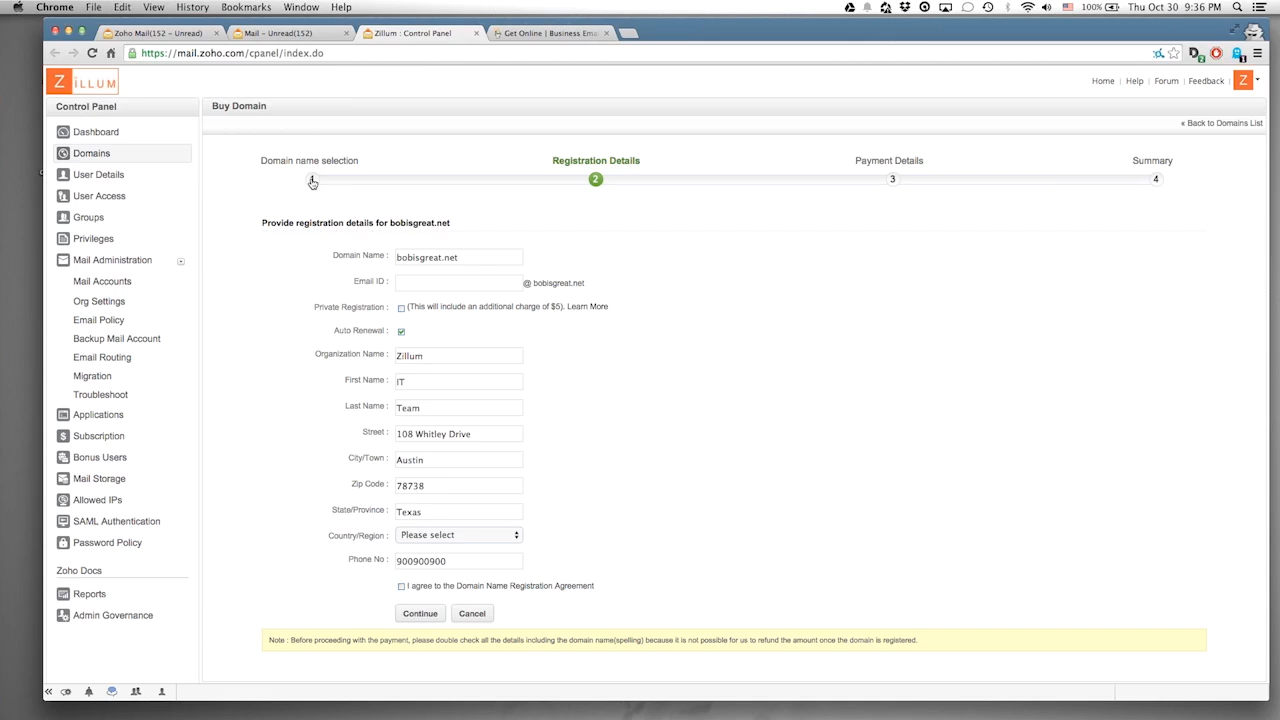 Chrome File Edit View History Bookmarks Window Help 100% Thu Oct 30 9:36 PM
Zoho Mail(152 - Unread) Mail - Unread(152) Zillum : Control Panel Get Online | Business Emai
https://mail.zoho.com/cpanel/index.do
ZILLUM
Home | Help | Forum | Feedback Z
Control Panel
Buy Domain
« Back to Domains List
Dashboard
Domains
User Details
User Access
Groups
Privileges
Mail Administration
Mail Accounts
Org Settings
Email Policy
Backup Mail Account
Email Routing
Migration
Troubleshoot
Applications
Subscription
Bonus Users
Mail Storage
Allowed IPs
SAML Authentication
Password Policy
Zoho Docs
Reports
Admin Governance
Domain name selection Registration Details Payment Details Summary
1 2 3 4
Provide registration details for bobisgreat.net
Domain Name : bobisgreat.net
Email ID : @ bobisgreat.net
Private Registration : (This will include an additional charge of $5). Learn More
Auto Renewal :
Organization Name : Zillum
First Name : IT
Last Name : Team
Street : 108 Whitley Drive
City/Town : Austin
Zip Code : 78738
State/Province : Texas
Country/Region : Please select
Phone No : 900900900
I agree to the Domain Name Registration Agreement
Continue Cancel
Note : Before proceeding with the payment, please double check all the details including the domain name(spelling) because it is not possible for us to refund the amount once the domain is registered.